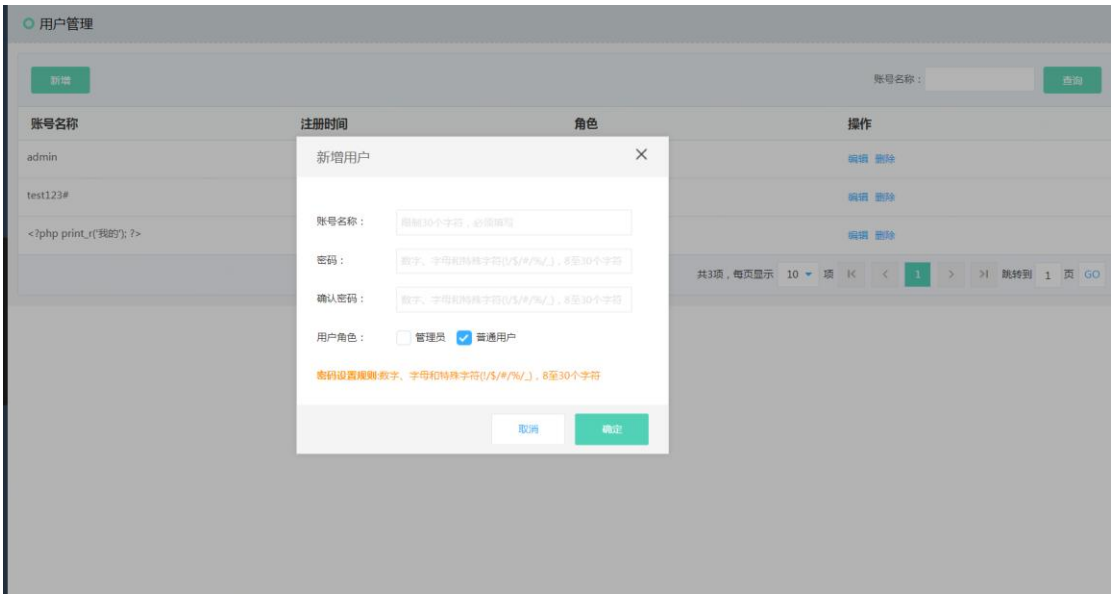 用户管理
新增
账号名称：
查询
账号名称 注册时间 角色 操作
admin 编辑 删除
test123# 编辑 删除
<?php print_r('我的'); ?> 编辑 删除
共3项，每页显示 10 项 1 跳转到 1 页 GO
新增用户
账号名称： 限制30个字符，必须填写
密码： 数字、字母和特殊字符(!/$/#/%/_)，8至30个字符
确认密码： 数字、字母和特殊字符(!/$/#/%/_)，8至30个字符
用户角色： 管理员 普通用户
密码设置规则:数字、字母和特殊字符(!/$/#/%/_)，8至30个字符
取消 确定